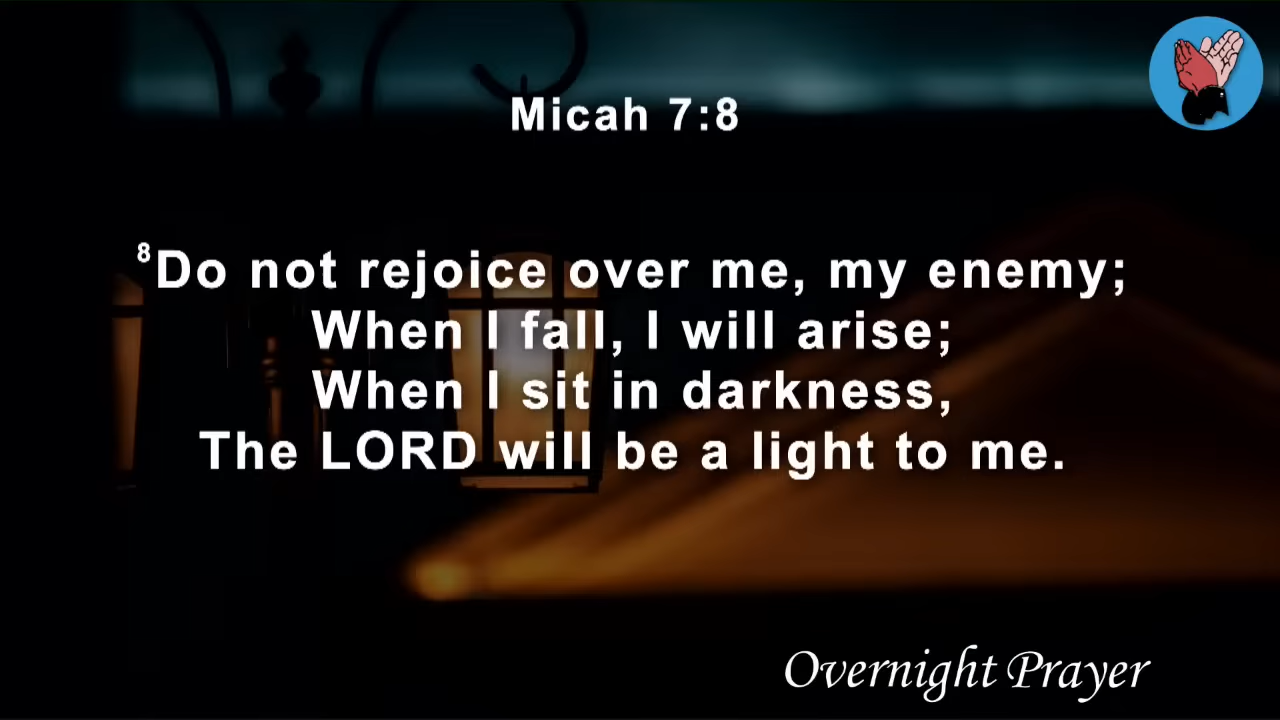 Micah 7:8
⁸Do not rejoice over me, my enemy;
When I fall, I will arise;
When I sit in darkness,
The LORD will be a light to me.
Overnight Prayer